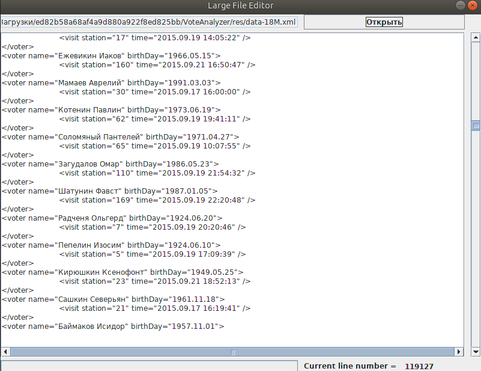 Large File Editor
Загрузки/ed82b58a68af4a9d880a922f8ed825bb/VoteAnalyzer/res/data-18M.xml Открыть
<visit station="17" time="2015.09.19 14:05:22" />
</voter>
<voter name="Ежевикин Иаков" birthDay="1966.05.15">
<visit station="160" time="2015.09.21 16:50:47" />
</voter>
<voter name="Мамаев Аврелий" birthDay="1991.03.03">
<visit station="30" time="2015.09.17 16:00:00" />
</voter>
<voter name="Котенин Павлин" birthDay="1973.06.19">
<visit station="62" time="2015.09.19 19:41:11" />
</voter>
<voter name="Соломяный Пантелей" birthDay="1971.04.27">
<visit station="65" time="2015.09.19 10:07:55" />
</voter>
<voter name="Загудалов Омар" birthDay="1986.05.23">
<visit station="110" time="2015.09.19 21:54:32" />
</voter>
<voter name="Шатунин Фавст" birthDay="1987.01.05">
<visit station="169" time="2015.09.19 22:20:48" />
</voter>
<voter name="Радченя Ольгерд" birthDay="1924.06.20">
<visit station="7" time="2015.09.19 20:20:46" />
</voter>
<voter name="Пепелин Изосим" birthDay="1924.06.10">
<visit station="5" time="2015.09.19 17:09:39" />
</voter>
<voter name="Кирюшкин Ксенофонт" birthDay="1949.05.25">
<visit station="23" time="2015.09.21 18:52:13" />
</voter>
<voter name="Сашкин Северьян" birthDay="1961.11.18">
<visit station="21" time="2015.09.17 16:19:41" />
</voter>
<voter name="Баймаков Исидор" birthDay="1957.11.01">
Current line number = 119127